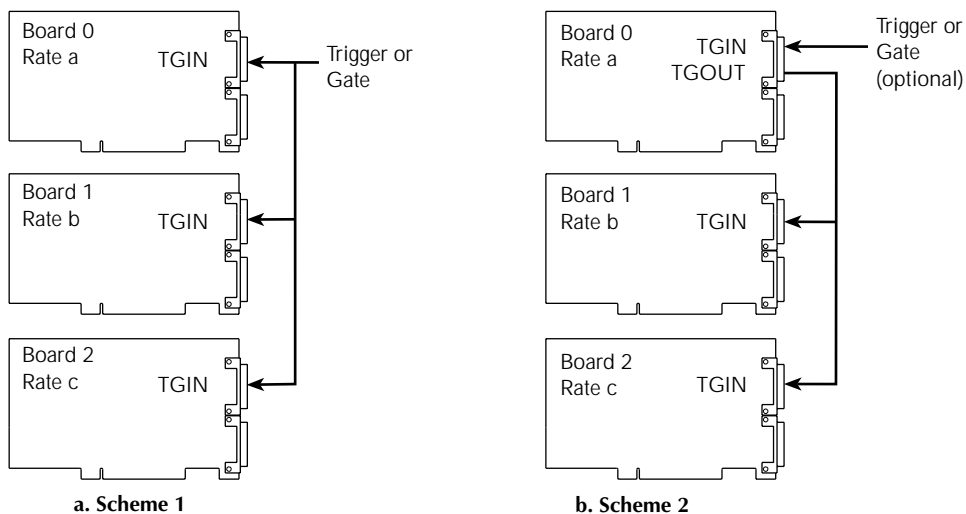 Board 0
Rate a
TGIN
Trigger or
Gate
Board 1
Rate b
TGIN
Board 2
Rate c
TGIN
a. Scheme 1
Board 0
Rate a
TGIN
TGOUT
Trigger or
Gate
(optional)
Board 1
Rate b
TGIN
Board 2
Rate c
TGIN
b. Scheme 2